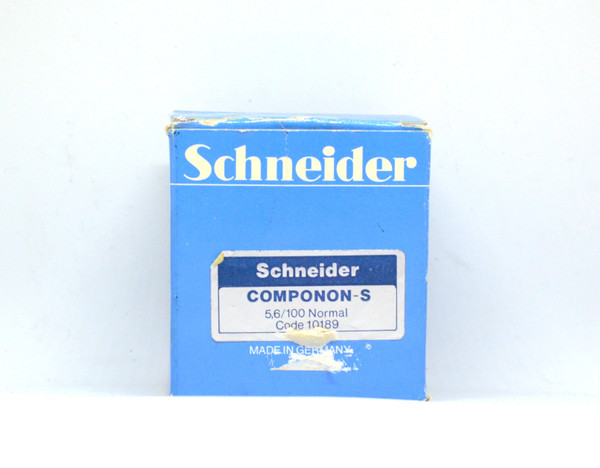 Schneider
Schneider
COMPONON-S
5,6/100 Normal
Code 10189
MADE IN GERMANY